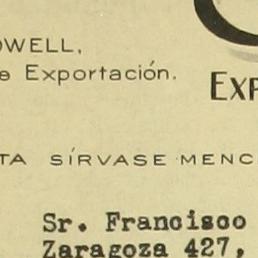 OWELL,
e Exportación.
EXP
TA SÍRVASE MENC
Sr. Francisco
Zaragoza 427,